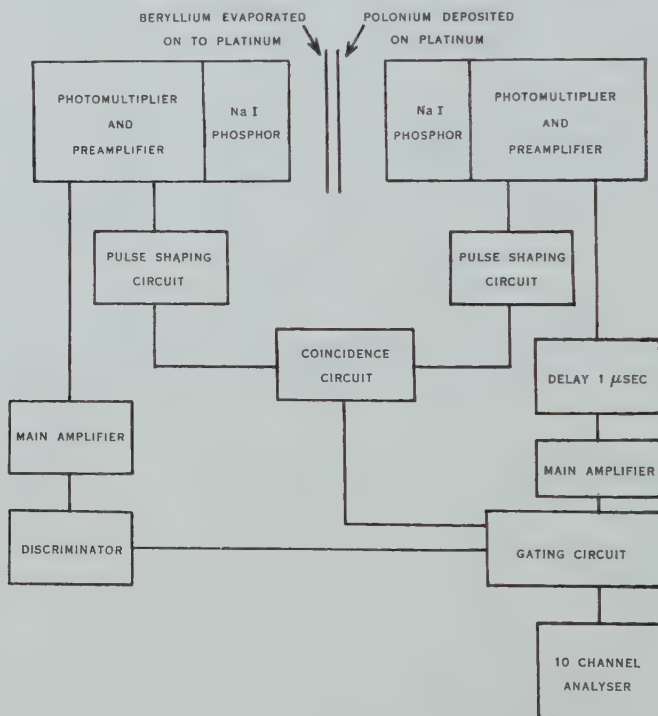 BERYLLIUM EVAPORATED
ON TO PLATINUM
POLONIUM DEPOSITED
ON PLATINUM
PHOTOMULTIPLIER
AND
PREAMPLIFIER
Na I
PHOSPHOR
Na I
PHOSPHOR
PHOTOMULTIPLIER
AND
PREAMPLIFIER
PULSE SHAPING
CIRCUIT
PULSE SHAPING
CIRCUIT
COINCIDENCE
CIRCUIT
DELAY 1 μSEC
MAIN AMPLIFIER
MAIN AMPLIFIER
DISCRIMINATOR
GATING CIRCUIT
10 CHANNEL
ANALYSER